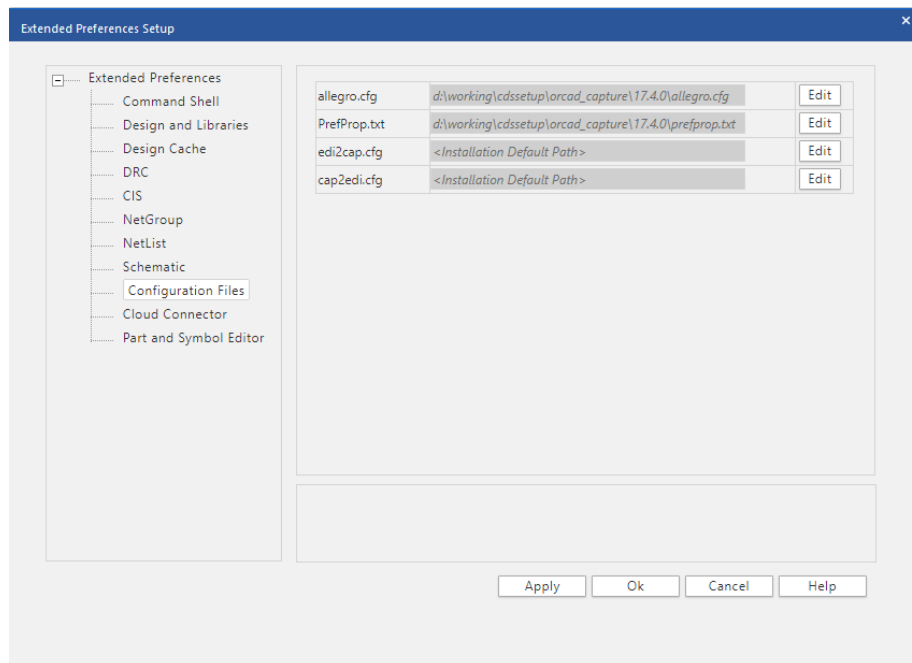 Extended Preferences Setup
Extended Preferences
Command Shell
Design and Libraries
Design Cache
DRC
CIS
NetGroup
NetList
Schematic
Configuration Files
Cloud Connector
Part and Symbol Editor
allegro.cfg d:\working\cdssetup\orcad_capture\17.4.0\allegro.cfg Edit
PrefProp.txt d:\working\cdssetup\orcad_capture\17.4.0\prefprop.txt Edit
edi2cap.cfg <Installation Default Path> Edit
cap2edi.cfg <Installation Default Path> Edit
Apply Ok Cancel Help